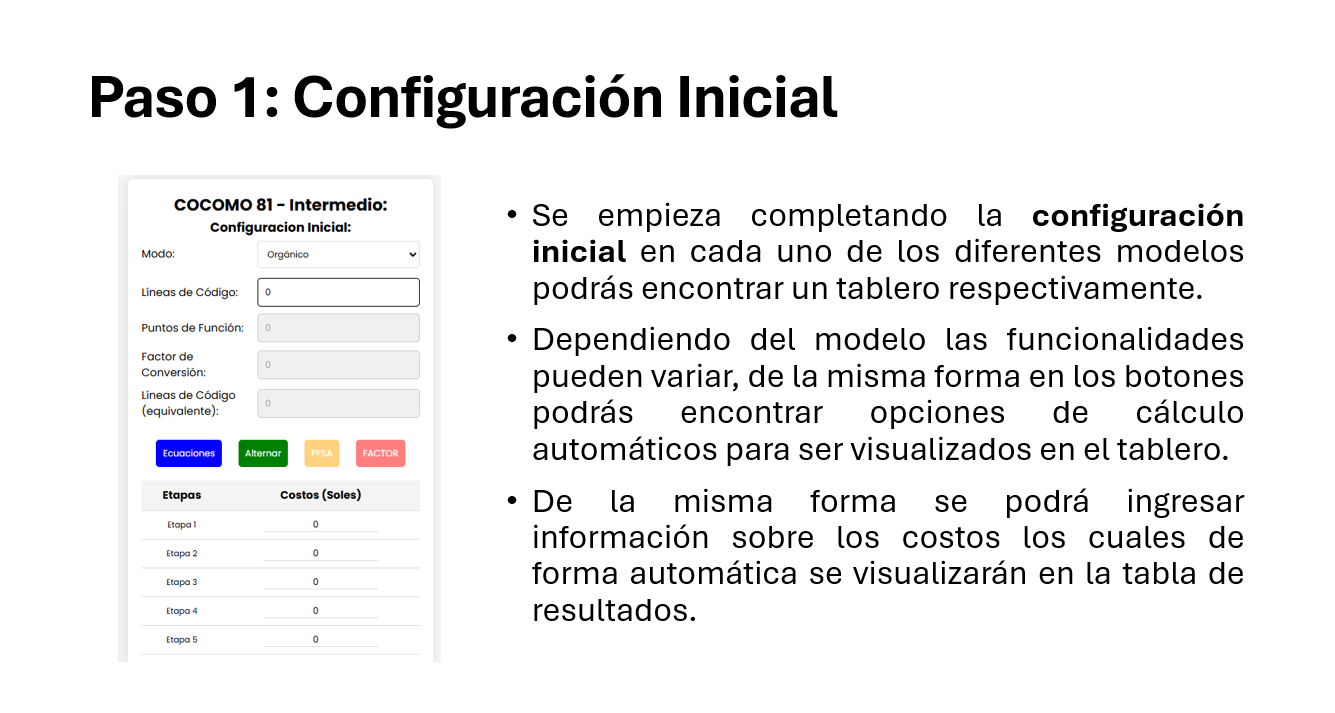 Paso 1: Configuración Inicial
COCOMO 81 - Intermedio:
Configuracion Inicial:
Modo:
Orgánico
Líneas de Código:
0
Puntos de Función:
0
Factor de
Conversión:
0
Líneas de Código
(equivalente):
0
Ecuaciones
Alternar
PFSA
FACTOR
Etapas
Costos (Soles)
Etapa 1
0
Etapa 2
0
Etapa 3
0
Etapa 4
0
Etapa 5
0
• Se empieza completando la configuración
inicial en cada uno de los diferentes modelos
podrás encontrar un tablero respectivamente.
• Dependiendo del modelo las funcionalidades
pueden variar, de la misma forma en los botones
podrás encontrar opciones de cálculo
automáticos para ser visualizados en el tablero.
• De la misma forma se podrá ingresar
información sobre los costos los cuales de
forma automática se visualizarán en la tabla de
resultados.